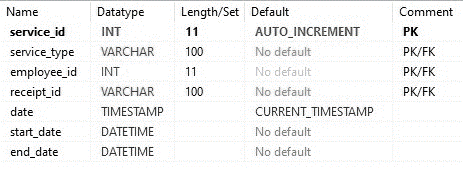 Name Datatype Length/Set Default Comment
service_id INT 11 AUTO_INCREMENT PK
service_type VARCHAR 100 No default PK/FK
employee_id INT 11 No default PK/FK
receipt_id VARCHAR 100 No default PK/FK
date TIMESTAMP CURRENT_TIMESTAMP
start_date DATETIME No default
end_date DATETIME No default